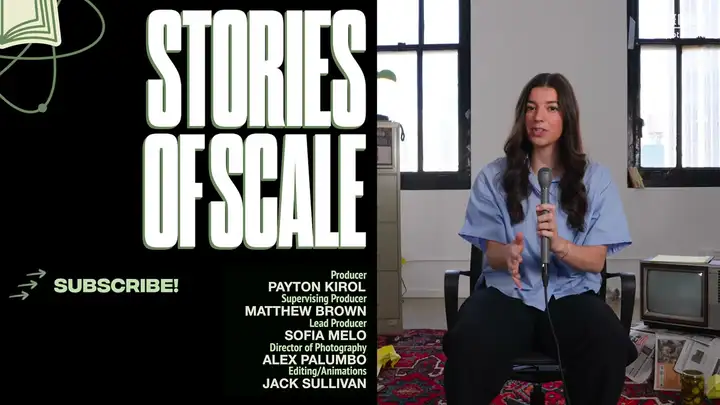 STORIES
OF SCALE
SUBSCRIBE!
Producer
PAYTON KIROL
Supervising Producer
MATTHEW BROWN
Lead Producer
SOFIA MELO
Director of Photography
ALEX PALUMBO
Editing/Animations
JACK SULLIVAN